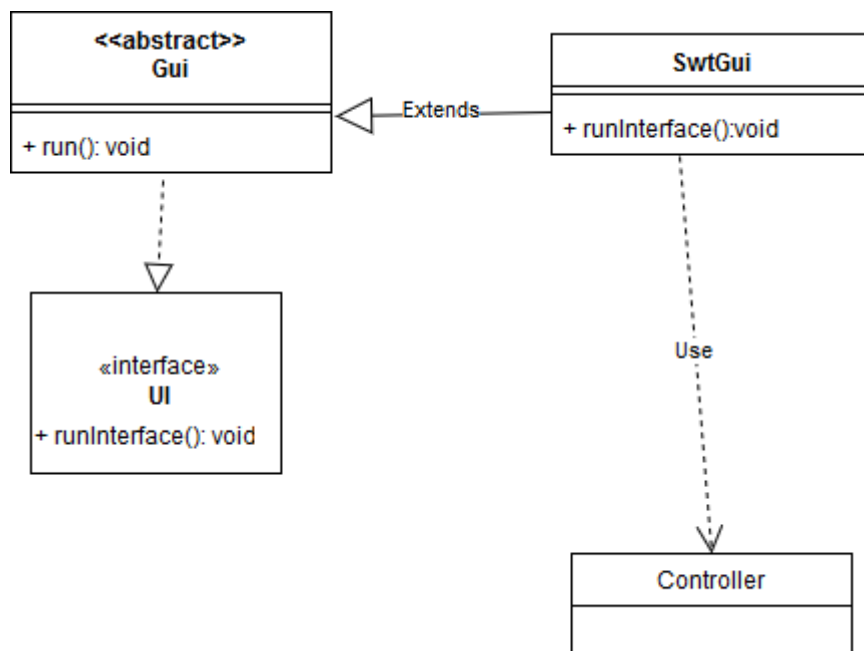 <<abstract>>
Gui
+ run(): void
Extends
SwtGui
+ runInterface():void
«interface»
UI
+ runInterface(): void
Use
Controller